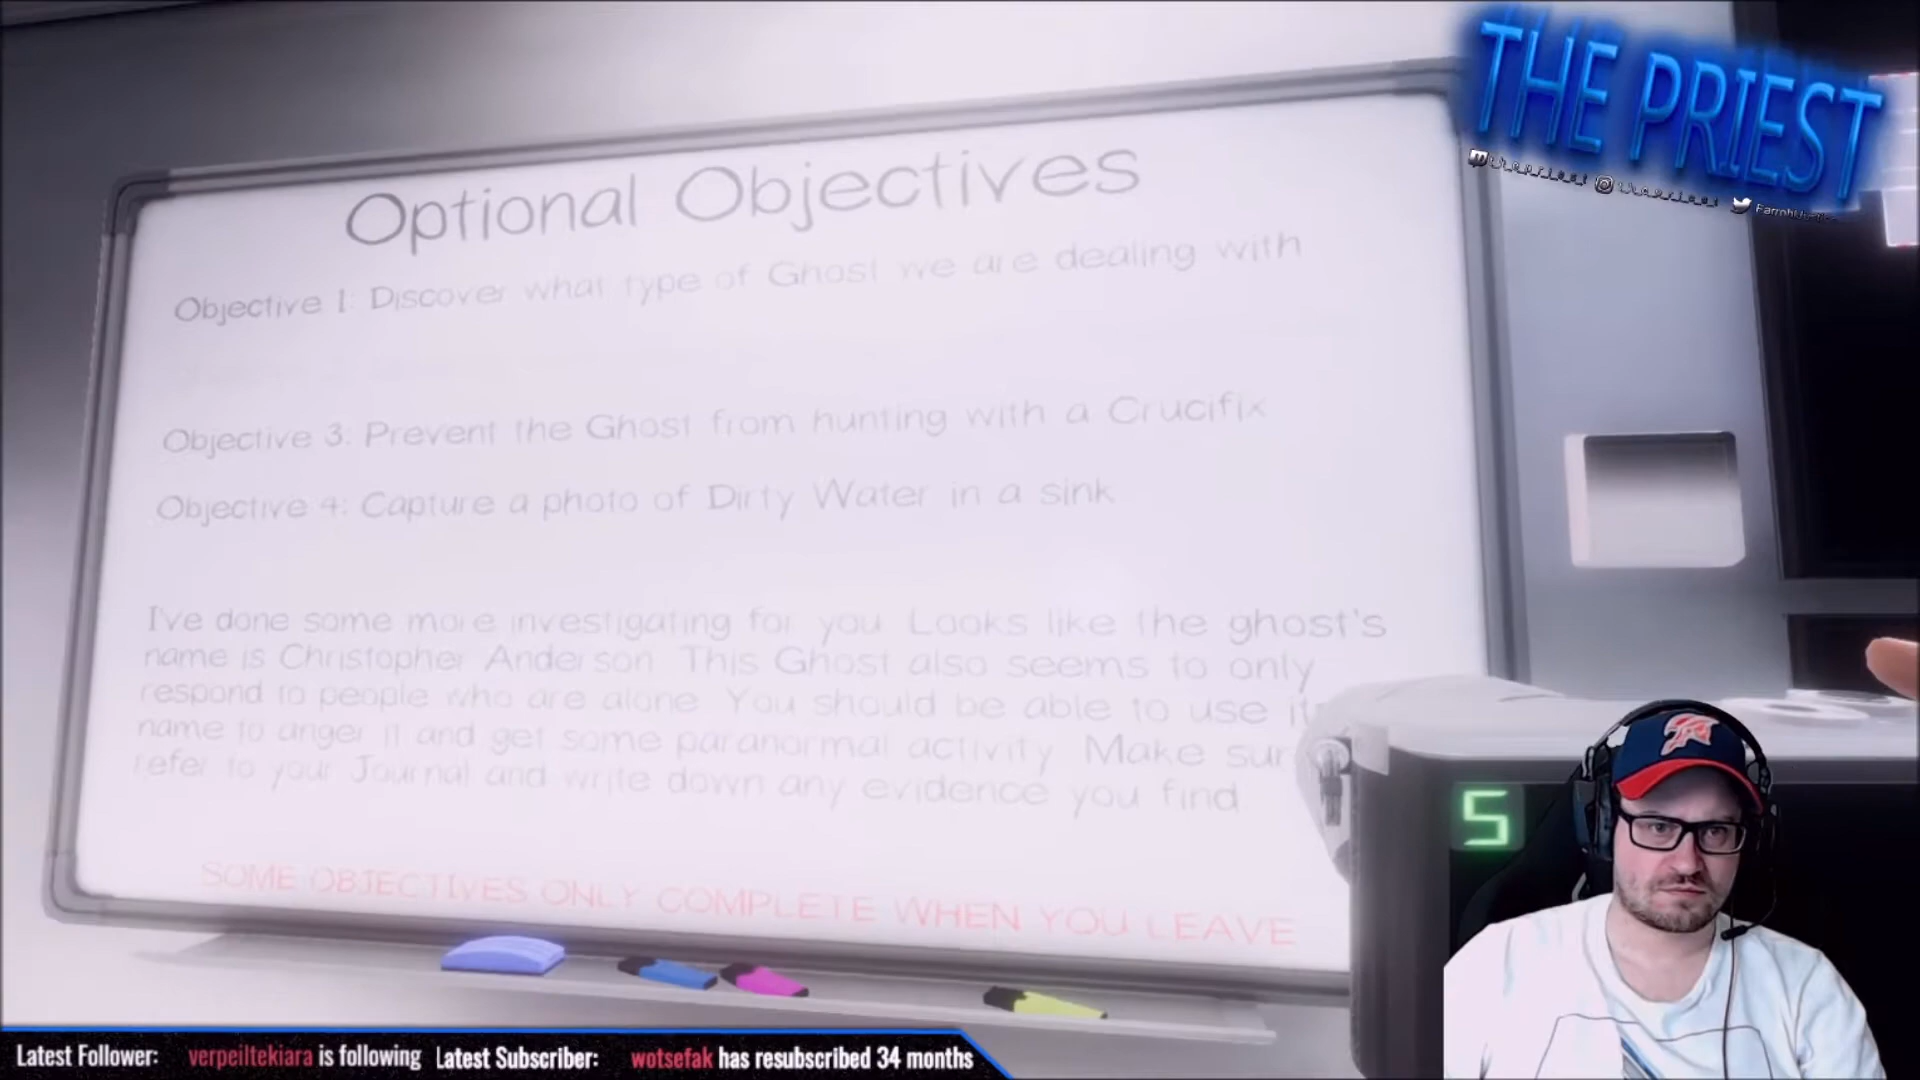 THE PRIEST
Optional Objectives
Objective 1: Discover what type of Ghost we are dealing with
Objective 3: Prevent the Ghost from hunting with a Crucifix
Objective 4: Capture a photo of Dirty Water in a sink
I've done some more investigating for you. Looks like the ghost's
name is Christopher Anderson. This Ghost also seems to only
respond to people who are alone. You should be able to use
name to anger it and get some paranormal activity. Make
refer to your Journal and write down any evidence you find
SOME OBJECTIVES ONLY COMPLETE WHEN YOU LEAVE
5
Latest Follower: verpeiltekiara is following Latest Subscriber: wotsefak has resubscribed 34 months